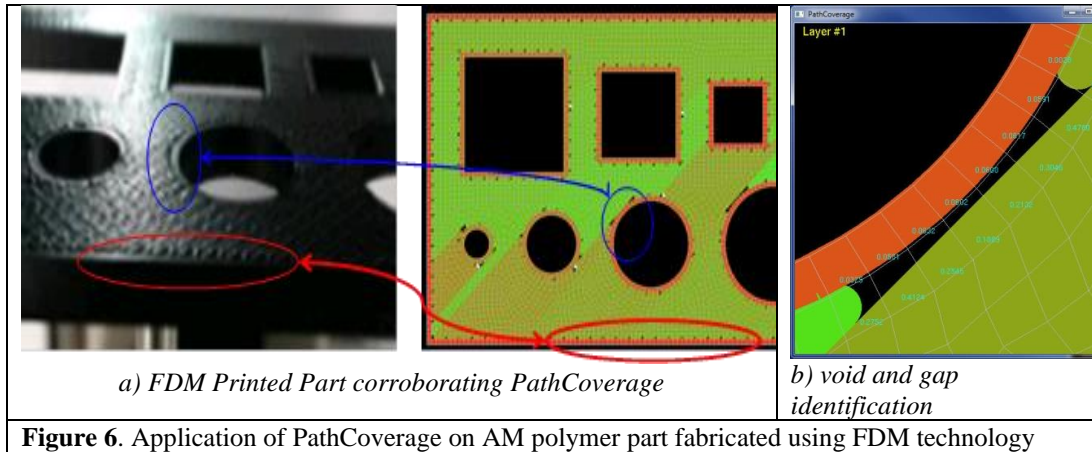 PathCoverage
Layer #1
a) FDM Printed Part corroborating PathCoverage
b) void and gap
identification
Figure 6. Application of PathCoverage on AM polymer part fabricated using FDM technology